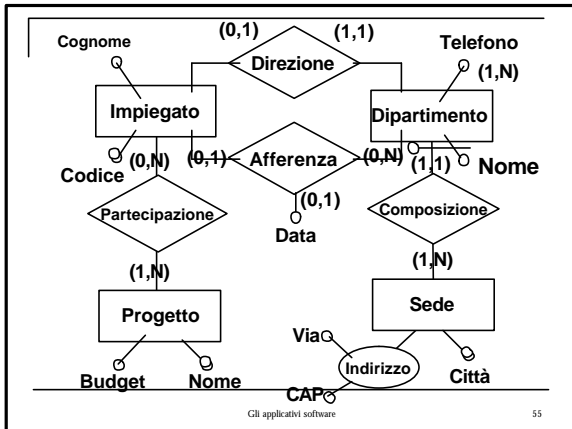 Cognome (0,1) (1,1) Telefono
Direzione (1,N)
Impiegato Dipartimento
(0,N) (0,1) Afferenza (0,N) (1,1) Nome
Codice
(0,1)
Partecipazione Data Composizione
(1,N) (1,N)
Progetto Sede
Via
Indirizzo
Budget Nome Città
CAP
Gli applicativi software 55